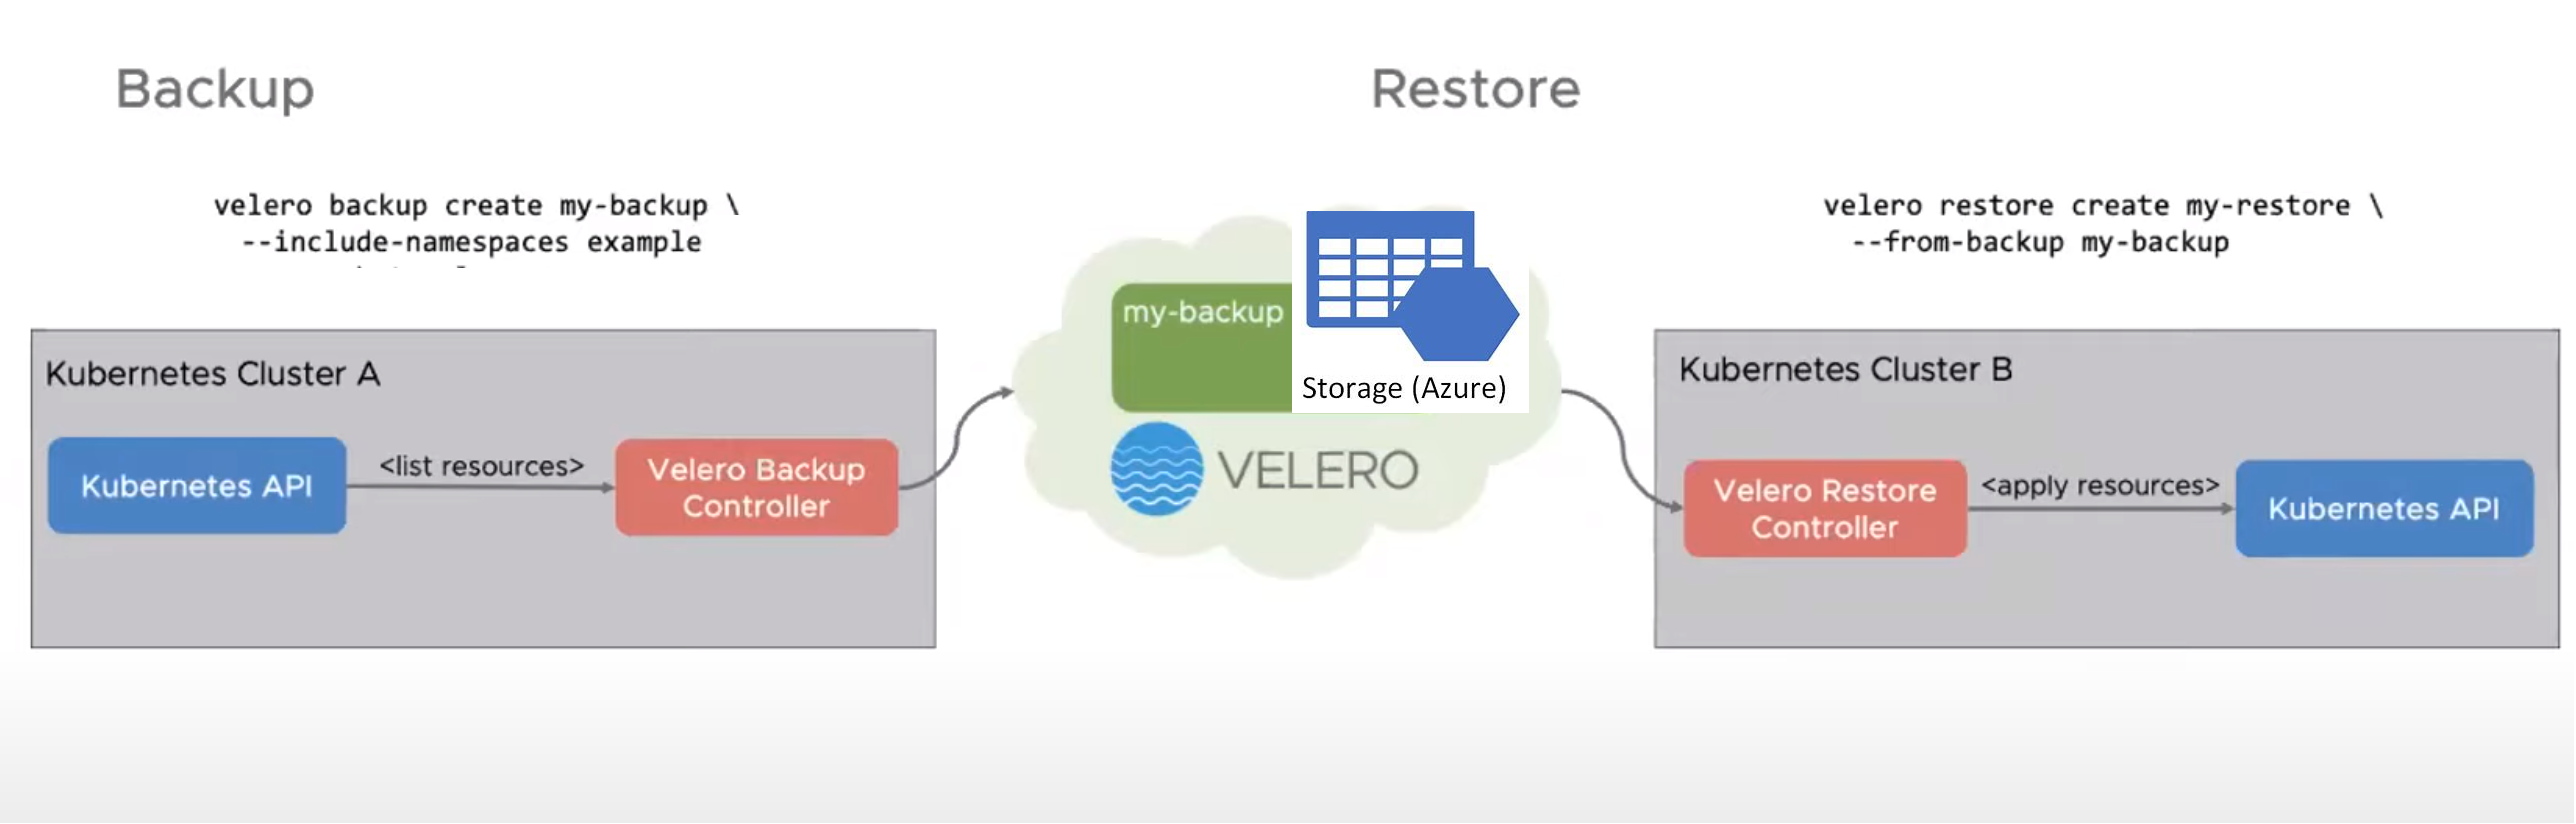 Backup
Restore
velero backup create my-backup \
--include-namespaces example
velero restore create my-restore \
--from-backup my-backup
Kubernetes Cluster A
Kubernetes API
<list resources>
Velero Backup
Controller
my-backup
Storage (Azure)
VELERO
Kubernetes Cluster B
Velero Restore
Controller
<apply resources>
Kubernetes API